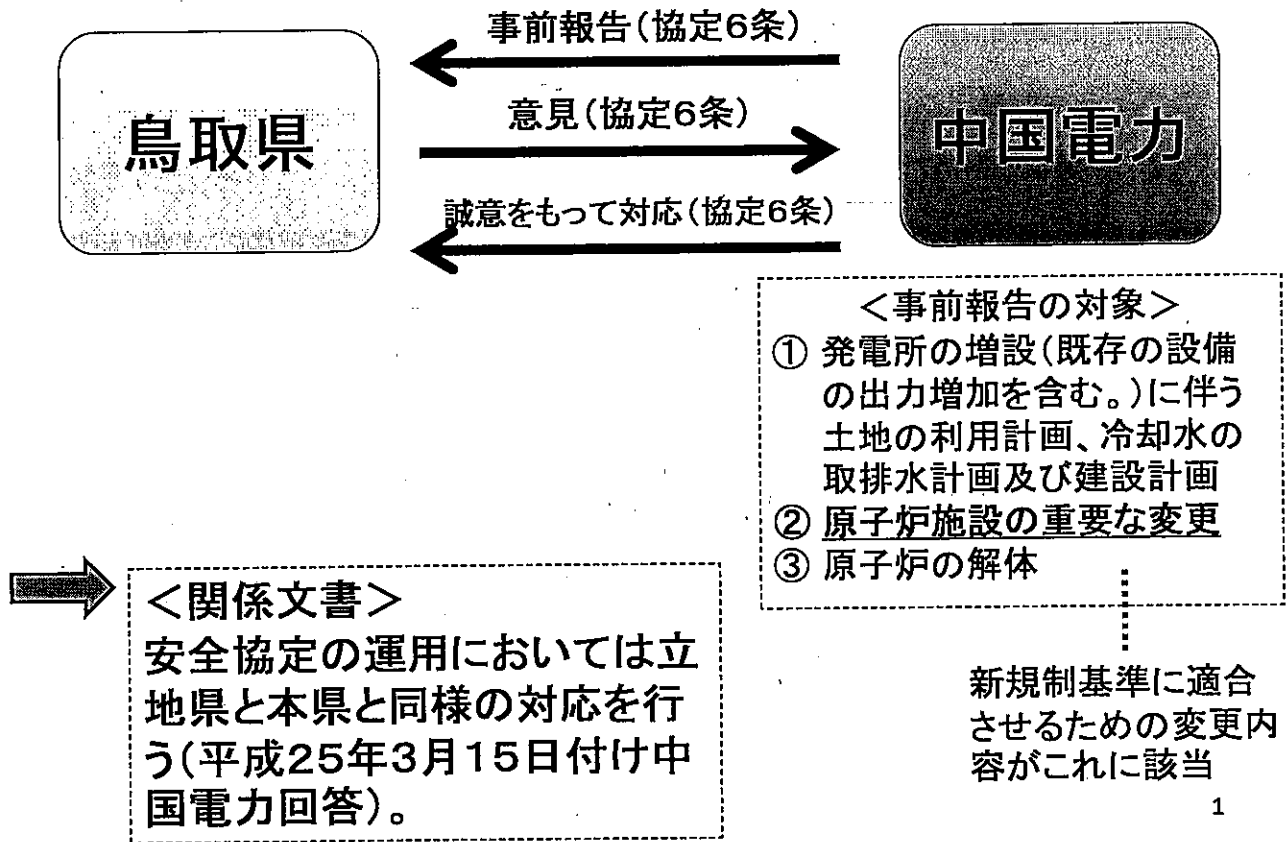 事前報告(協定6条)
鳥取県
意見(協定6条)
中国電力
誠意をもって対応(協定6条)
<事前報告の対象>
① 発電所の増設(既存の設備
の出力増加を含む。)に伴う
土地の利用計画、冷却水の
取排水計画及び建設計画
② 原子炉施設の重要な変更
③ 原子炉の解体
<関係文書>
安全協定の運用においては立
地県と本県と同様の対応を行
う(平成25年3月15日付け中
国電力回答)。
新規制基準に適合
させるための変更内
容がこれに該当
1